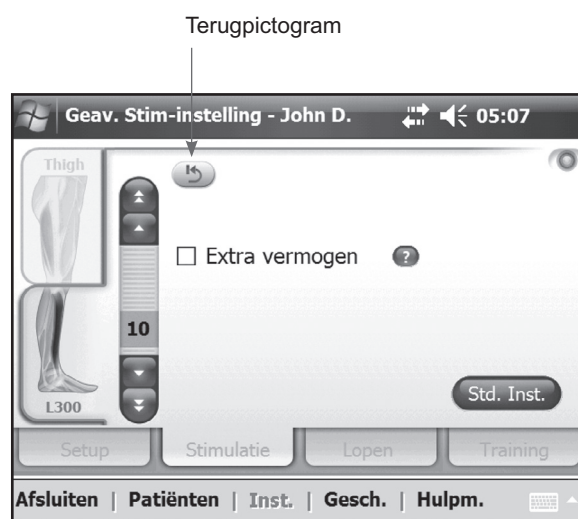 Terugpictogram
Geav. Stim-instelling - John D. 05:07
Thigh
Extra vermogen ?
10
L300
Std. Inst.
Setup Stimulatie Lopen Training
Afsluiten | Patiënten | Inst. | Gesch. | Hulpm.